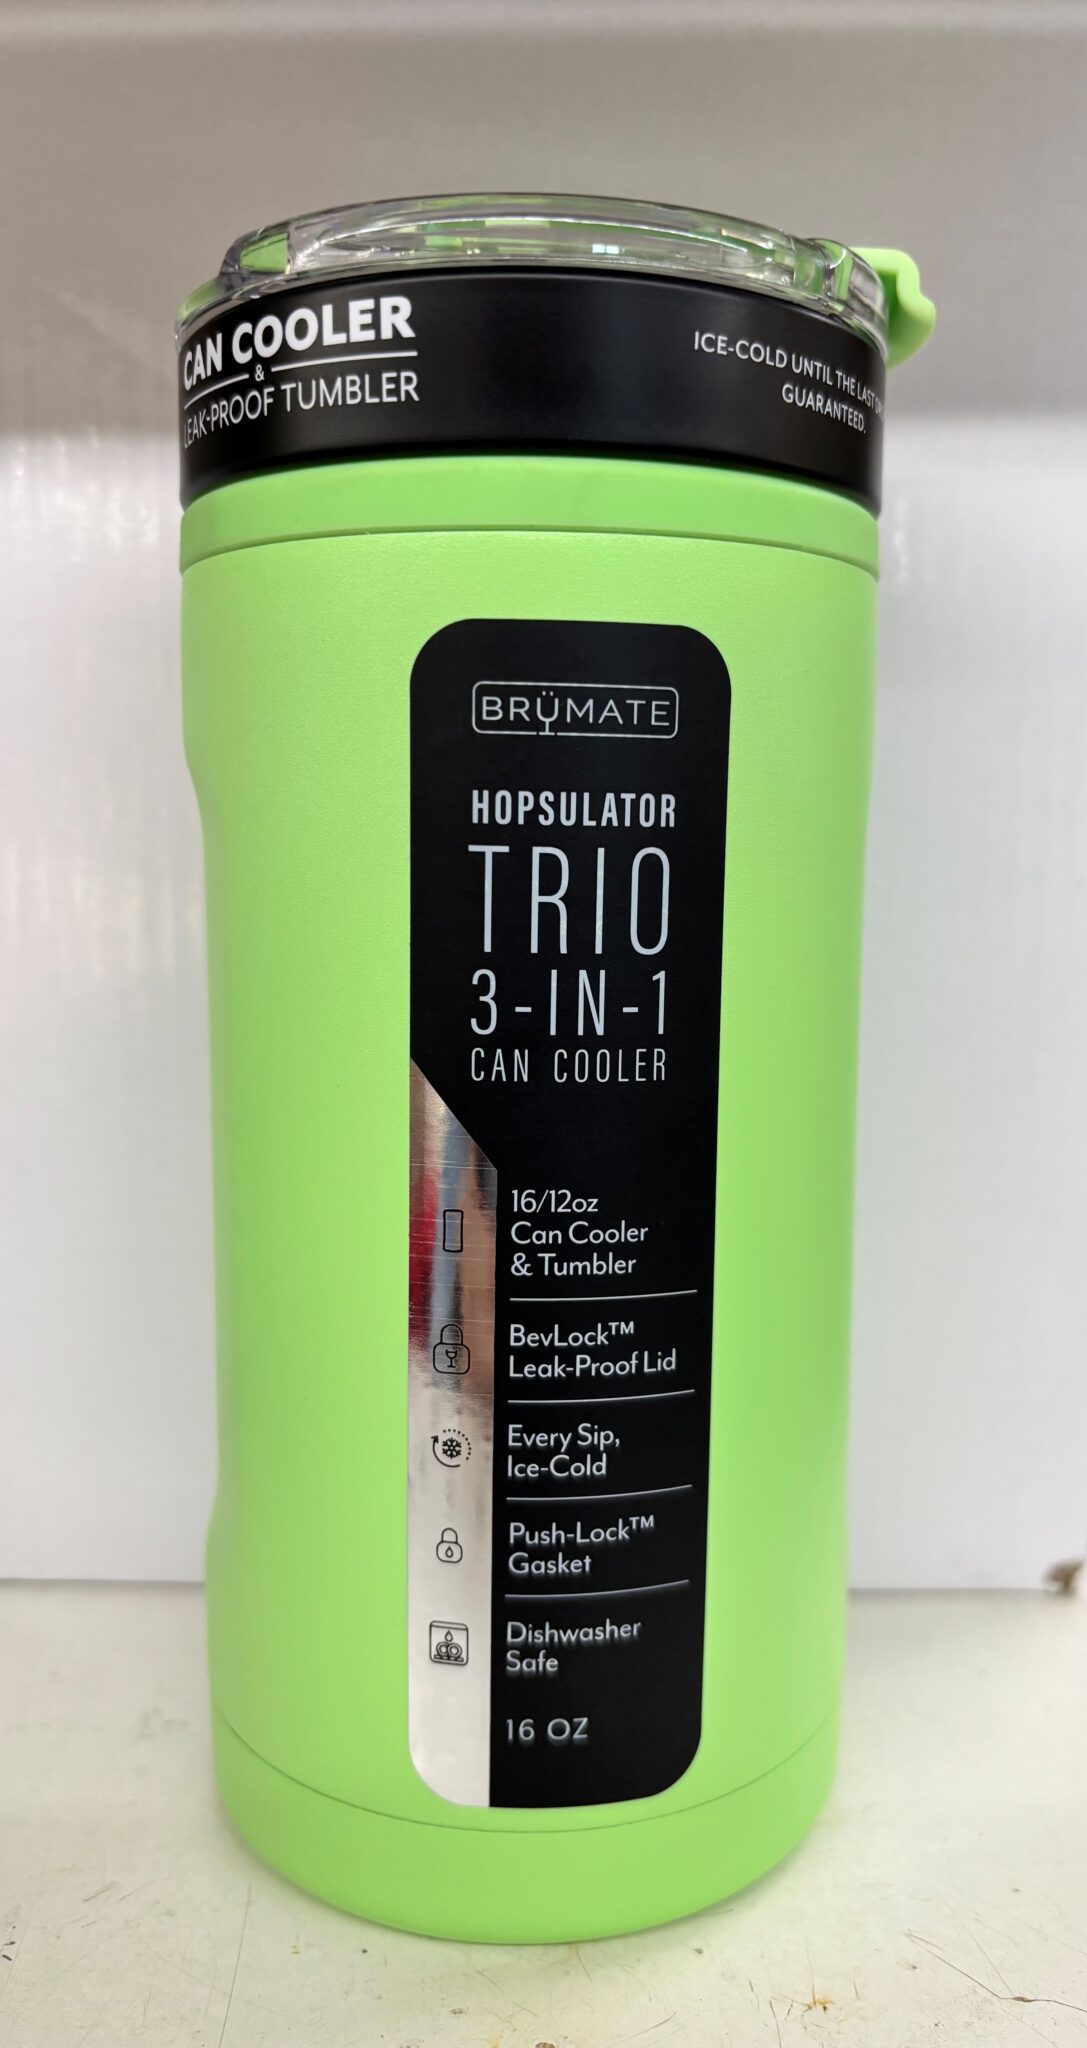 CAN COOLER
&
LEAK-PROOF TUMBLER
ICE-COLD UNTIL THE LAST
GUARANTEED.
BRÜMATE
HOPSULATOR
TRIO
3-IN-1
CAN COOLER
16/12oz
Can Cooler
& Tumbler
BevLock™
Leak-Proof Lid
Every Sip,
Ice-Cold
Push-Lock™
Gasket
Dishwasher
Safe
16 OZ